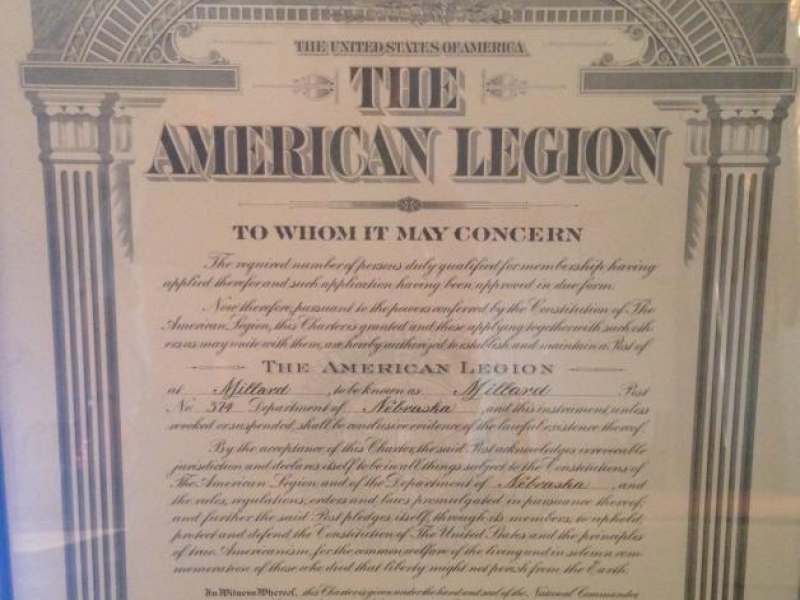 THE UNITED STATES OF AMERICA
THE
AMERICAN LEGION
TO WHOM IT MAY CONCERN
The required number of persons duly qualified for membership having
applied therefor and such application having been approved in due form.
Now therefore, pursuant to the powers conferred by the Constitution of The
American Legion, this Charter is granted and those applying together with such oth-
ers as may unite with them, are hereby authorized to establish and maintain a Post of
THE AMERICAN LEGION
at Millard, to be known as Millard Post
No. 374 Department of Nebraska, and this instrument, unless
revoked or suspended, shall be conclusive evidence of the lawful existence thereof.
By the acceptance of this Charter, the said Post acknowledges irrevocable
jurisdiction and declares itself to be in all things subject to the Constitutions of
The American Legion and of the Department of Nebraska, and
the rules, regulations, orders and laws promulgated in pursuance thereof;
and further the said Post pledges itself, through its members, to uphold,
protect and defend the Constitution of The United States and the principles
of true Americanism, for the common welfare of the living and in solemn com-
memoration of those who died that liberty might not perish from the Earth.
In Witness Whereof, this Charter is given under the hand and seal of the National Commander